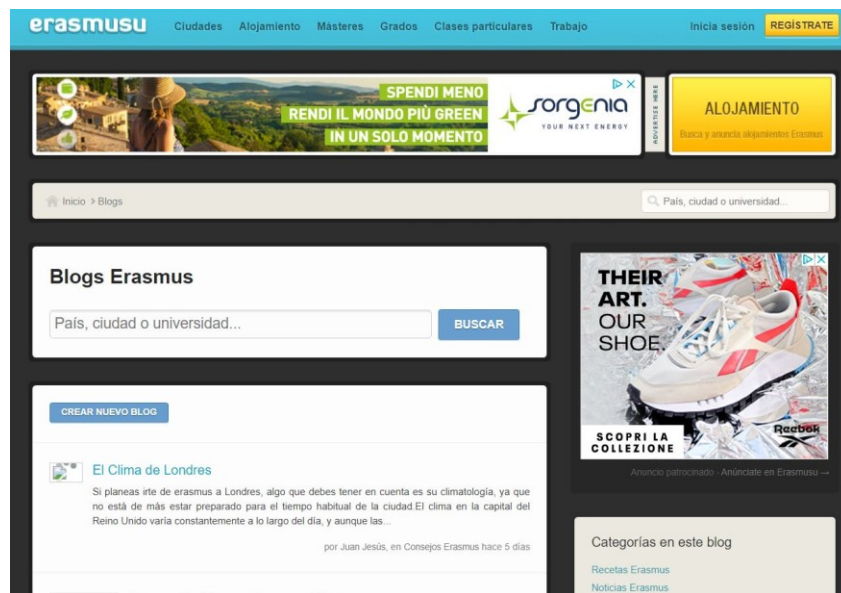 erasmusu
Ciudades Alojamiento Másteres Grados Clases particulares Trabajo Inicia sesión REGÍSTRATE
SPENDI MENO
RENDI IL MONDO PIÙ GREEN
IN UN SOLO MOMENTO
sorgenia
YOUR NEXT ENERGY
ADVERTISE HERE
ALOJAMIENTO
Busca y anuncia alojamientos Erasmus
Inicio > Blogs
País, ciudad o universidad...
Blogs Erasmus
País, ciudad o universidad...
BUSCAR
THEIR
ART.
OUR
SHOE.
SCOPRI LA
COLLEZIONE
Reebok
Anuncio patrocinado - Anúnciate en Erasmusu →
CREAR NUEVO BLOG
El Clima de Londres
Si planeas irte de erasmus a Londres, algo que debes tener en cuenta es su climatología, ya que
no está de más estar preparado para el tiempo habitual de la ciudad.El clima en la capital del
Reino Unido varía constantemente a lo largo del día, y aunque las...
por Juan Jesús, en Consejos Erasmus hace 5 días
Categorías en este blog
Recetas Erasmus
Noticias Erasmus